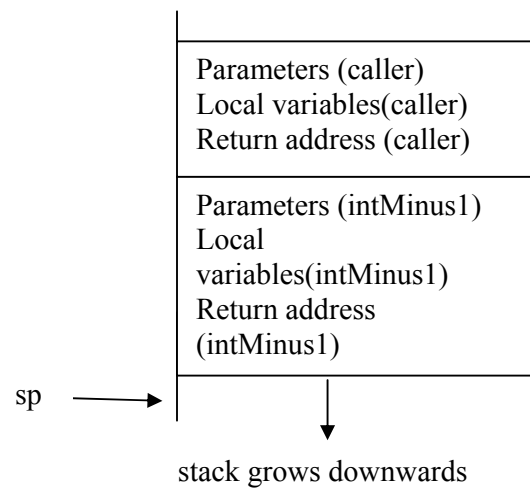 Parameters (caller)
Local variables(caller)
Return address (caller)
Parameters (intMinus1)
Local
variables(intMinus1)
Return address
(intMinus1)
sp
stack grows downwards